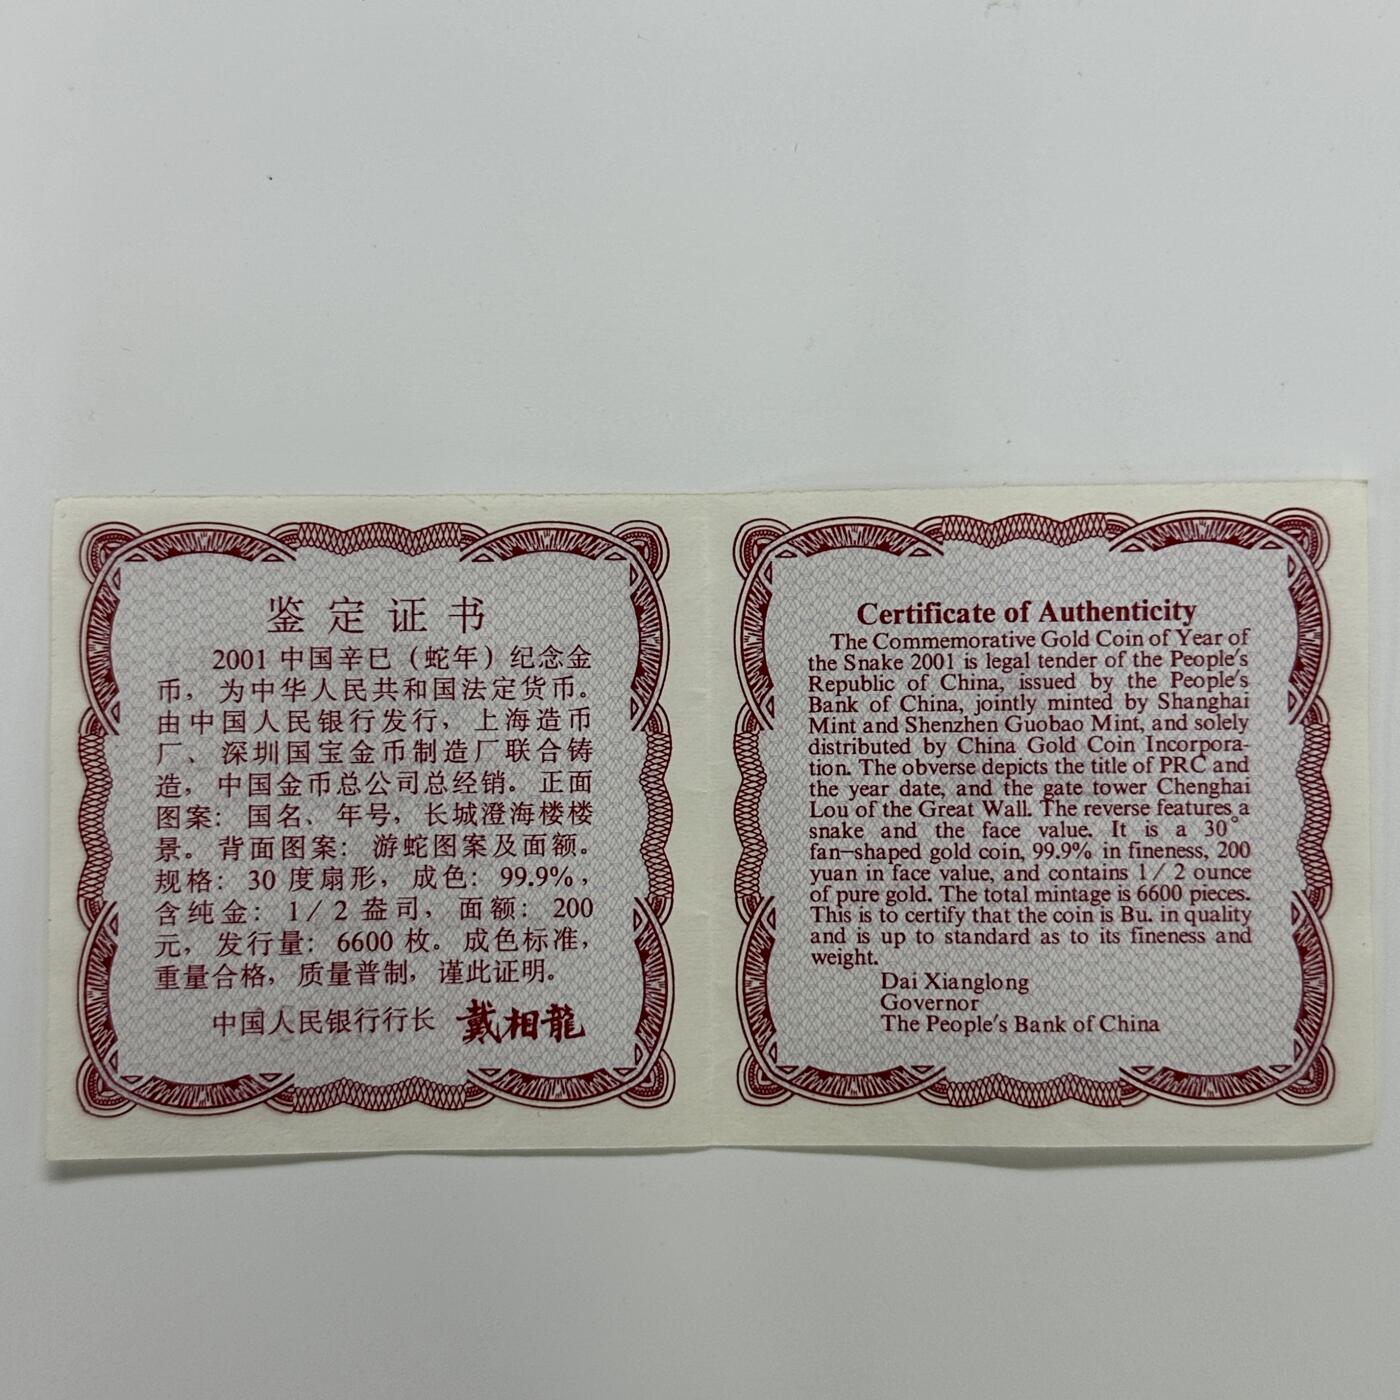 鉴定证书
2001 中国辛巳（蛇年）纪念金
币，为中华人民共和国法定货币。
由中国人民银行发行，上海造币
厂、深圳国宝金币制造厂联合铸
造，中国金币总公司总经销。正面
图案：国名、年号，长城澄海楼楼
景。背面图案：游蛇图案及面额。
规格：30 度扇形，成色：99.9%，
含纯金：1/2 盎司，面额：200
元，发行量：6600 枚。成色标准，
重量合格，质量普制，谨此证明。
中国人民银行行长 戴相龍
Certificate of Authenticity
The Commemorative Gold Coin of Year of
the Snake 2001 is legal tender of the People's
Republic of China, issued by the People's
Bank of China, jointly minted by Shanghai
Mint and Shenzhen Guobao Mint, and solely
distributed by China Gold Coin Incorpora-
tion. The obverse depicts the title of PRC and
the year date, and the gate tower Chenghai
Lou of the Great Wall. The reverse features a
snake and the face value. It is a 30°
fan-shaped gold coin, 99.9% in fineness, 200
yuan in face value, and contains 1/2 ounce
of pure gold. The total mintage is 6600 pieces.
This is to certify that the coin is Bu. in quality
and is up to standard as to its fineness and
weight.
Dai Xianglong
Governor
The People's Bank of China